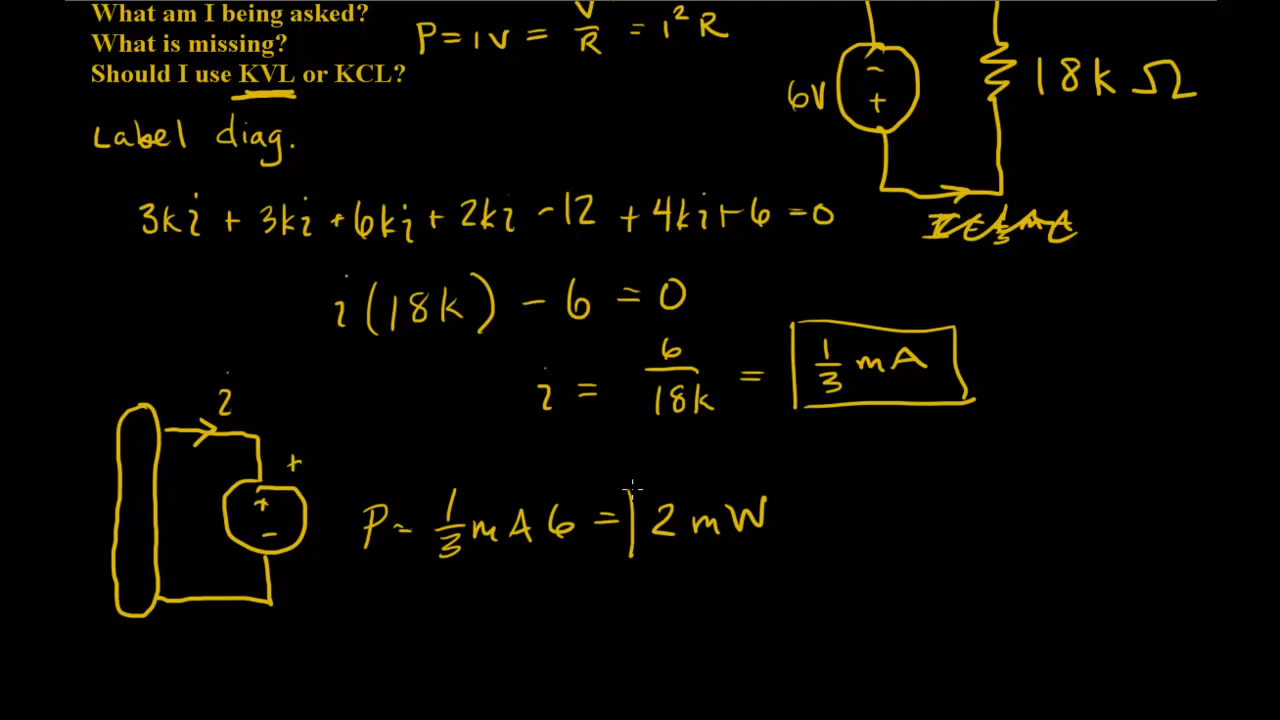 What am I being asked?
What is missing?
Should I use KVL or KCL?
P = IV = V/R = I²R
6V
-
+
18k Ω
Label diag.
3ki + 3ki + 6ki + 2ki - 12 + 4ki + 6 = 0
i(18k) - 6 = 0
i = 6/18k = 1/3 mA
i
+
+
-
P = 1/3 mA 6 = 2 mW